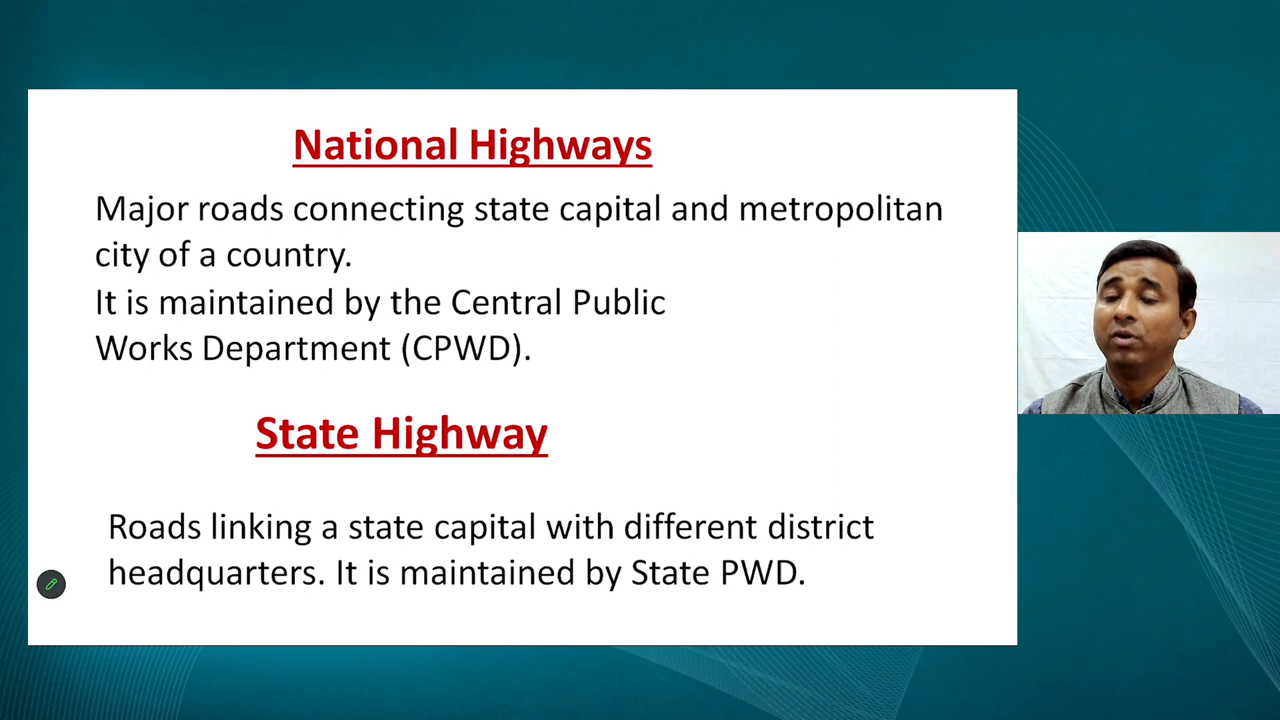 National Highways
Major roads connecting state capital and metropolitan
city of a country.
It is maintained by the Central Public
Works Department (CPWD).
State Highway
Roads linking a state capital with different district
headquarters. It is maintained by State PWD.